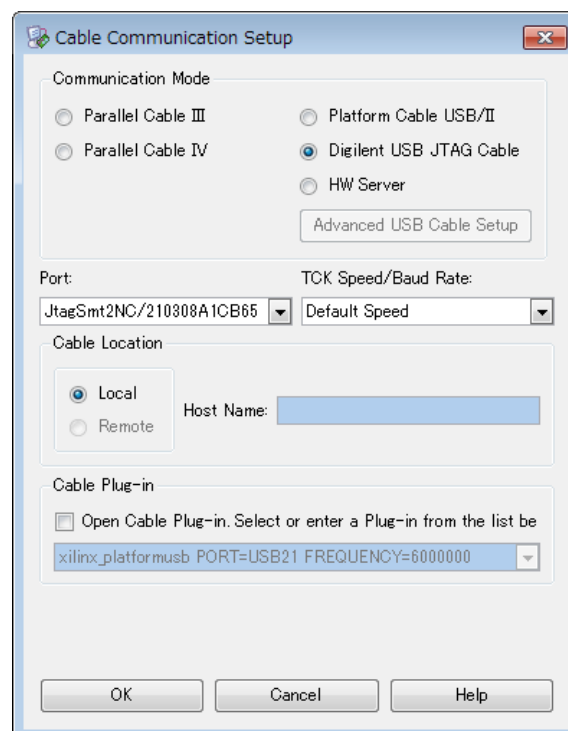 Cable Communication Setup
Communication Mode
Parallel Cable III
Platform Cable USB/II
Parallel Cable IV
Digilent USB JTAG Cable
HW Server
Advanced USB Cable Setup
Port:
TCK Speed/Baud Rate:
JtagSmt2NC/210308A1CB65
Default Speed
Cable Location
Local
Host Name:
Remote
Cable Plug-in
Open Cable Plug-in. Select or enter a Plug-in from the list be
xilinx_platformusb PORT=USB21 FREQUENCY=6000000
OK
Cancel
Help